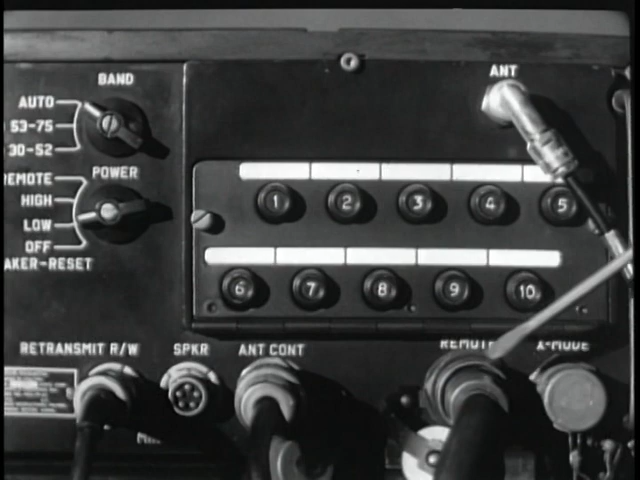 BAND
ANT
AUTO
53-75
30-52
POWER
EMOTE
HIGH
LOW
OFF
AKER-RESET
1 2 3 4 5
6 7 8 9 10
RETRANSMIT R/W SPKR ANT CONT REMOTE X-MODE